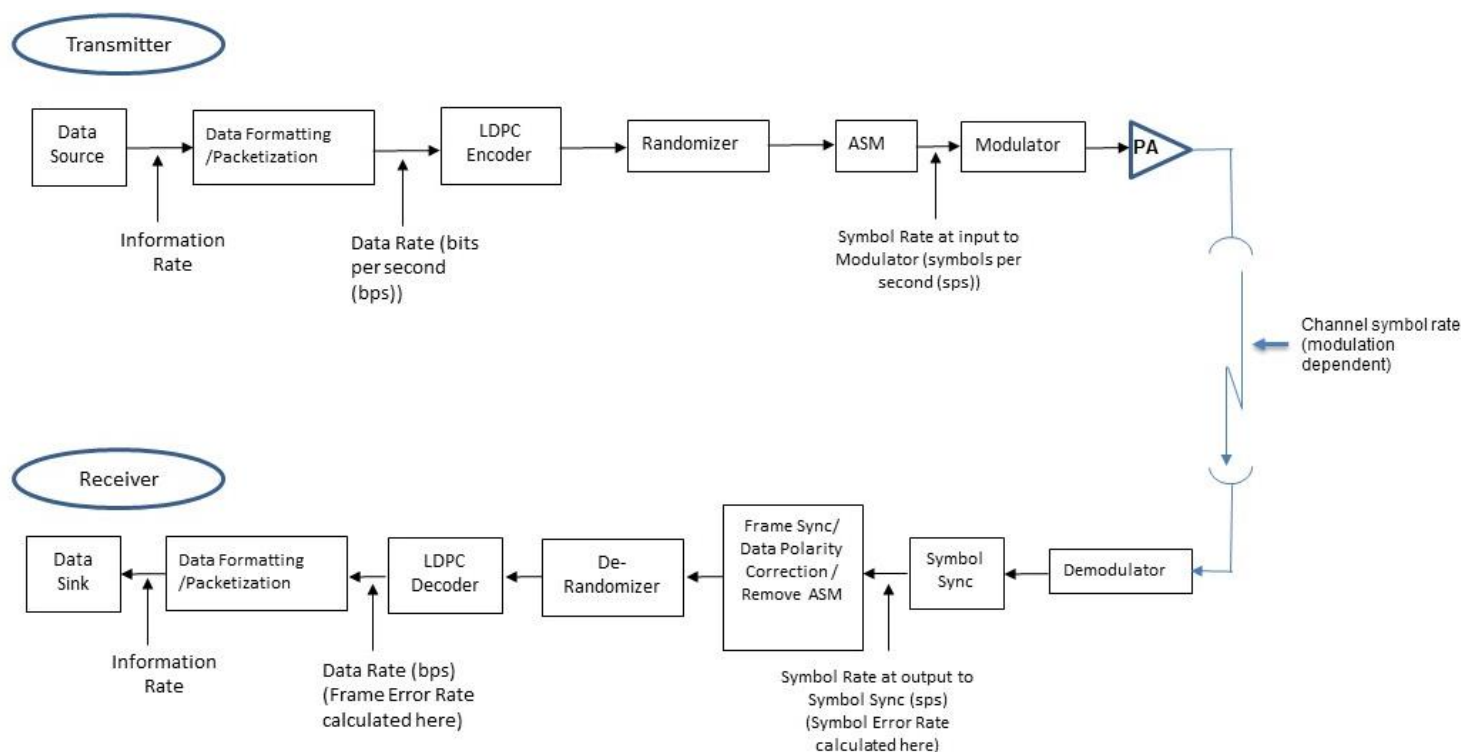 Transmitter
Data
Source
Data Formatting
/Packetization
LDPC
Encoder
Randomizer
ASM
Modulator
PA
Information
Rate
Data Rate (bits
per second
(bps))
Symbol Rate at input to
Modulator (symbols per
second (sps))
Channel symbol rate
(modulation
dependent)
Receiver
Data
Sink
Data Formatting
/Packetization
LDPC
Decoder
De-
Randomizer
Frame Sync/
Data Polarity
Correction /
Remove ASM
Symbol
Sync
Demodulator
Information
Rate
Data Rate (bps)
(Frame Error Rate
calculated here)
Symbol Rate at output to
Symbol Sync (sps)
(Symbol Error Rate
calculated here)